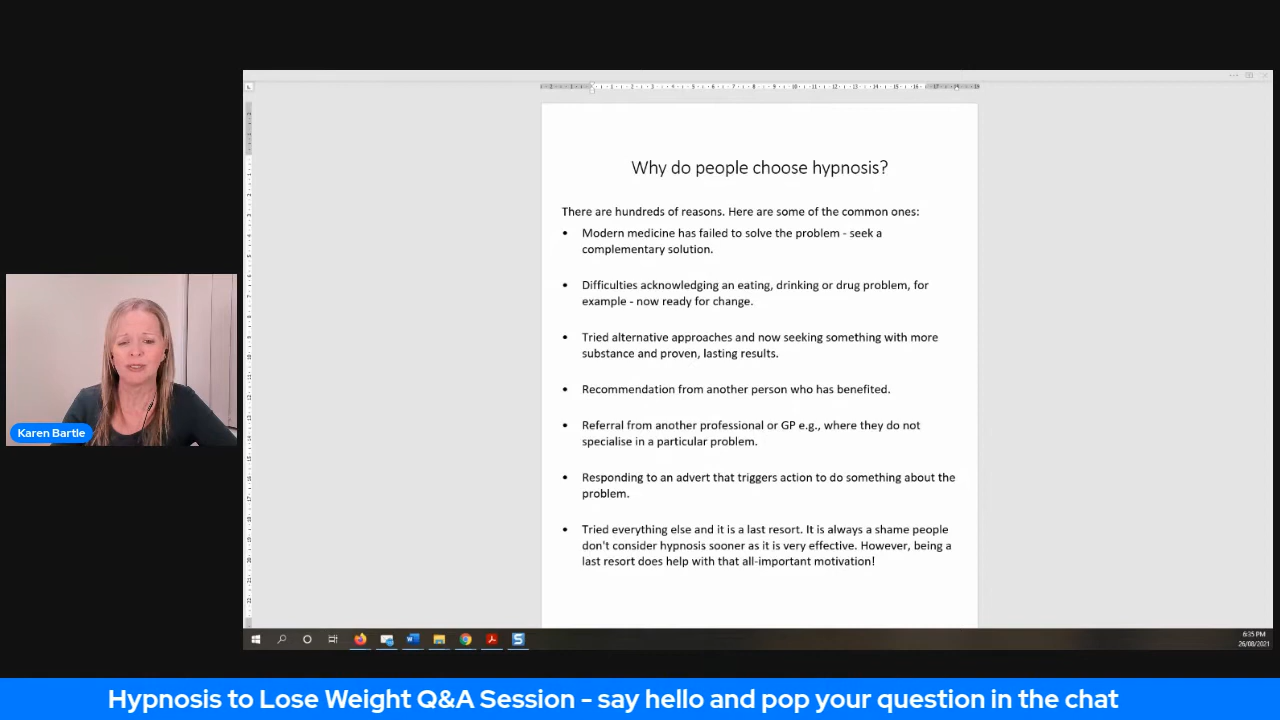 Why do people choose hypnosis?
There are hundreds of reasons. Here are some of the common ones:
• Modern medicine has failed to solve the problem - seek a
complementary solution.
• Difficulties acknowledging an eating, drinking or drug problem, for
example - now ready for change.
• Tried alternative approaches and now seeking something with more
substance and proven, lasting results.
• Recommendation from another person who has benefited.
• Referral from another professional or GP e.g., where they do not
specialise in a particular problem.
• Responding to an advert that triggers action to do something about the
problem.
• Tried everything else and it is a last resort. It is always a shame people
don't consider hypnosis sooner as it is very effective. However, being a
last resort does help with that all-important motivation!
Karen Bartle
6:35 PM
26/08/2021
Hypnosis to Lose Weight Q&A Session - say hello and pop your question in the chat